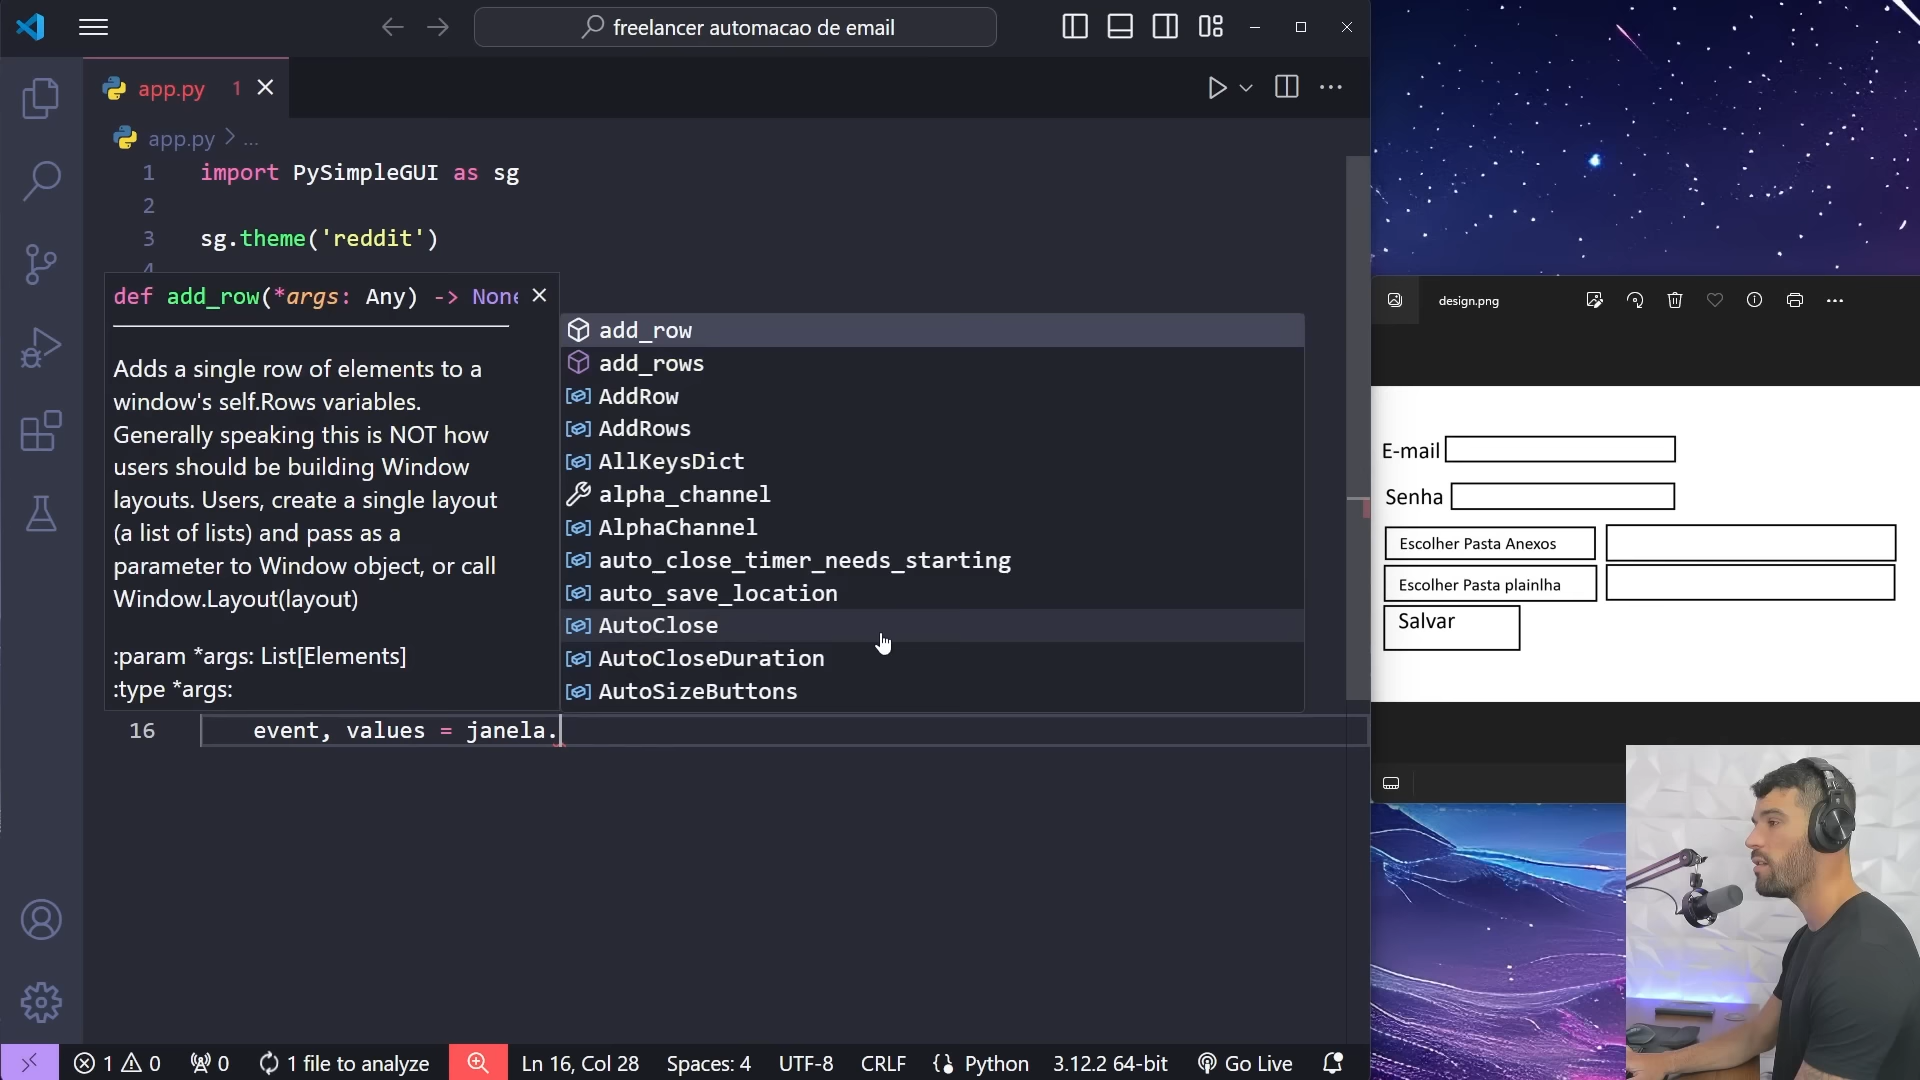 freelancer automacao de email
app.py 1
app.py > ...
1 import PySimpleGUI as sg
2
3 sg.theme('reddit')
4
def add_row(*args: Any) -> None
Adds a single row of elements to a
window's self.Rows variables.
Generally speaking this is NOT how
users should be building Window
layouts. Users, create a single layout
(a list of lists) and pass as a
parameter to Window object, or call
Window.Layout(layout)
:param *args: List[Elements]
:type *args:
add_row
add_rows
AddRow
AddRows
AllKeysDict
alpha_channel
AlphaChannel
auto_close_timer_needs_starting
auto_save_location
AutoClose
AutoCloseDuration
AutoSizeButtons
16 event, values = janela.
design.png
E-mail
Senha
Escolher Pasta Anexos
Escolher Pasta plainlha
Salvar
1 0 0 1 file to analyze Ln 16, Col 28 Spaces: 4 UTF-8 CRLF Python 3.12.2 64-bit Go Live